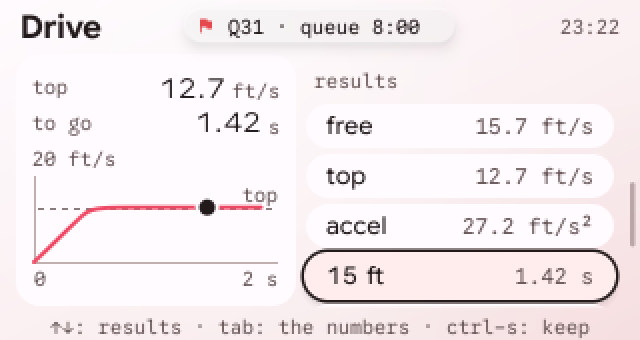 Drive
Q31 · queue 8:00
23:22
top 12.7 ft/s
to go 1.42 s
20 ft/s
top
0 2 s
results
free 15.7 ft/s
top 12.7 ft/s
accel 27.2 ft/s²
15 ft 1.42 s
↑↓: results · tab: the numbers · ctrl-s: keep